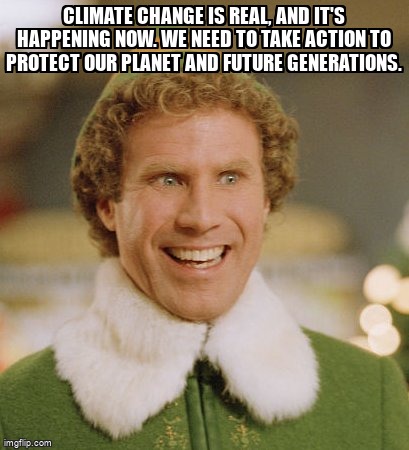 CLIMATE CHANGE IS REAL, AND IT'S
HAPPENING NOW. WE NEED TO TAKE ACTION TO
PROTECT OUR PLANET AND FUTURE GENERATIONS.
imgflip.com